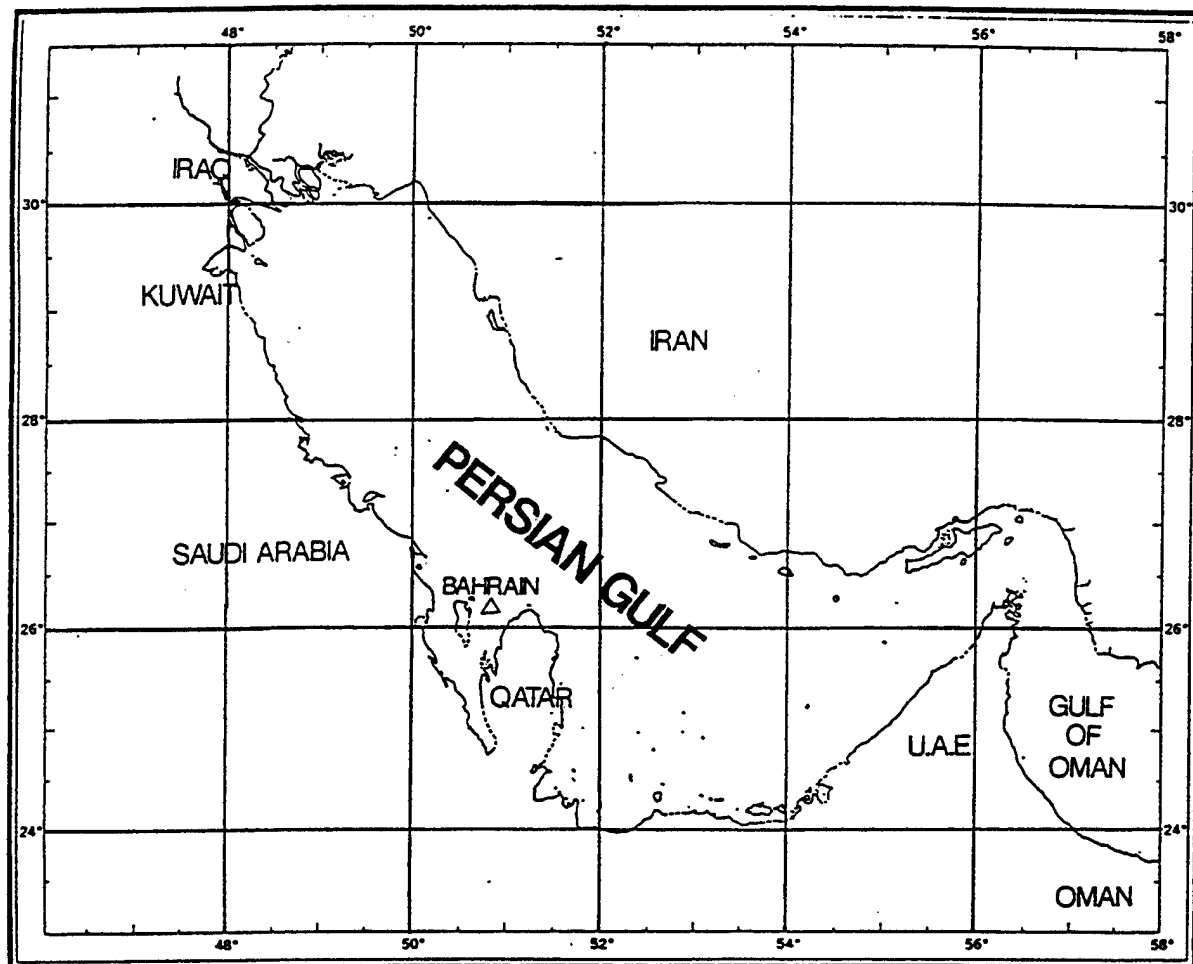 48° 50° 52° 54° 56° 58°
IRAQ
30° 30°
KUWAIT
IRAN
28° 28°
PERSIAN GULF
SAUDI ARABIA
BAHRAIN
26° 26°
QATAR
GULF
OF
OMAN
U.A.E
24° 24°
OMAN
48° 50° 52° 54° 56° 58°